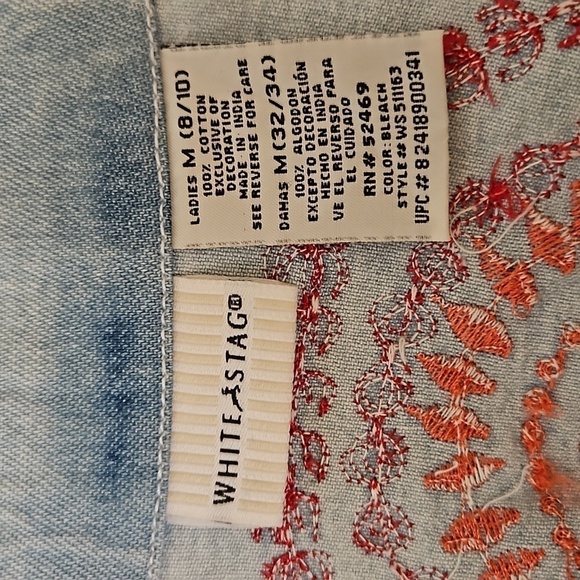 LADIES M (8/10)
100% COTTON
EXCLUSIVE OF
DECORATION
MADE IN INDIA
SEE REVERSE FOR CARE
DAMAS M (32/34)
100% ALGODON
EXCEPTO DECORACIÓN
HECHO EN INDIA
VE EL REVERSO PARA
EL CUIDADO
RN# 52469
COLOR: BLEACH
STYLE # WS511163
UPC # 82418900341
WHITE STAG®